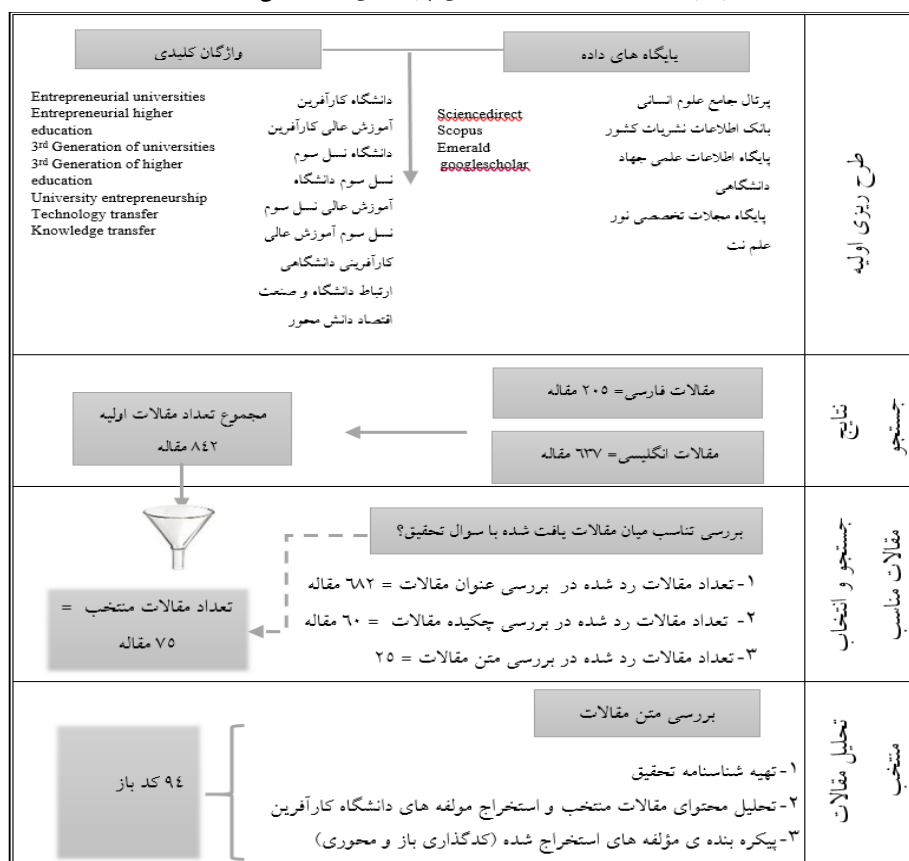 طرح ریزی اولیه
پایگاه های داده
پرتال جامع علوم انسانی
بانک اطلاعات نشریات کشور
پایگاه اطلاعات علمی جهاد
دانشگاهی
پایگاه مجلات تخصصی نور
علم نت
Sciencedirect
Scopus
Emerald
googlescholar
واژگان کلیدی
دانشگاه کارآفرین
آموزش عالی کارآفرین
دانشگاه نسل سوم
نسل سوم دانشگاه
آموزش عالی نسل سوم
نسل سوم آموزش عالی
کارآفرینی دانشگاهی
ارتباط دانشگاه و صنعت
اقتصاد دانش محور
Entrepreneurial universities
Entrepreneurial higher
education
3rd Generation of universities
3rd Generation of higher
education
University entrepreneurship
Technology transfer
Knowledge transfer
نتایج
جستجو
مقالات فارسی= ۲۰۵ مقاله
مقالات انگلیسی= ۶۳۷ مقاله
مجموع تعداد مقالات اولیه
۸۴۲ مقاله
جستجو و انتخاب
مقالات مناسب
بررسی تناسب میان مقالات یافت شده با سوال تحقیق؟
۱- تعداد مقالات رد شده در بررسی عنوان مقالات = ۶۸۲ مقاله
۲- تعداد مقالات رد شده در بررسی چکیده مقالات = ۶۰ مقاله
۳- تعداد مقالات رد شده در بررسی متن مقالات = ۲۵
تعداد مقالات منتخب =
۷۵ مقاله
تحلیل مقالات
منتخب
بررسی متن مقالات
۱- تهیه شناسنامه تحقیق
۲- تحلیل محتوای مقالات منتخب و استخراج مولفه های دانشگاه کارآفرین
۳- پیکره بنده ی مؤلفه های استخراج شده (کدگذاری باز و محوری)
۹۴ کد باز